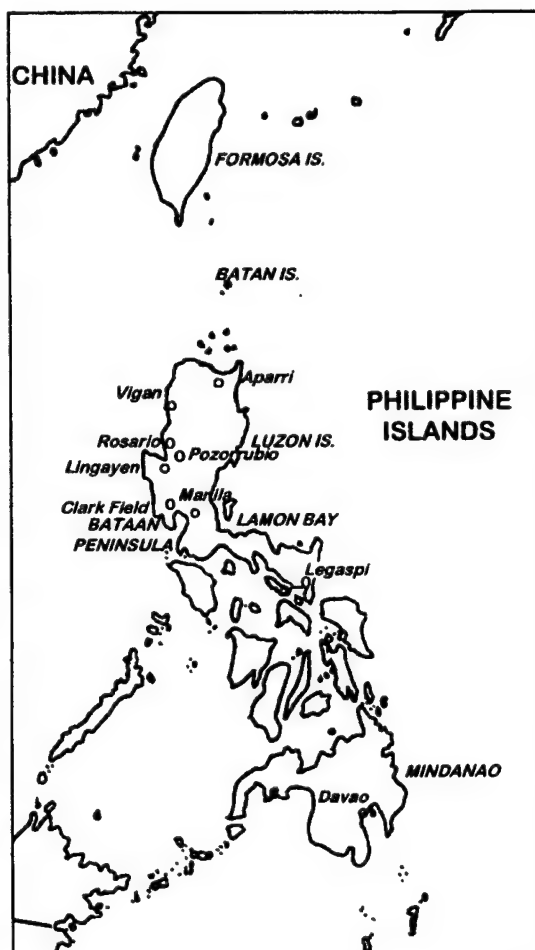 CHINA
FORMOSA IS.
BATAN IS.
Aparri
Vigan
PHILIPPINE
ISLANDS
Rosario
LUZON IS.
Pozorrubio
Lingayen
Manila
Clark Field
BATAAN
LAMON BAY
PENINSULA
Legaspi
MINDANAO
Davao